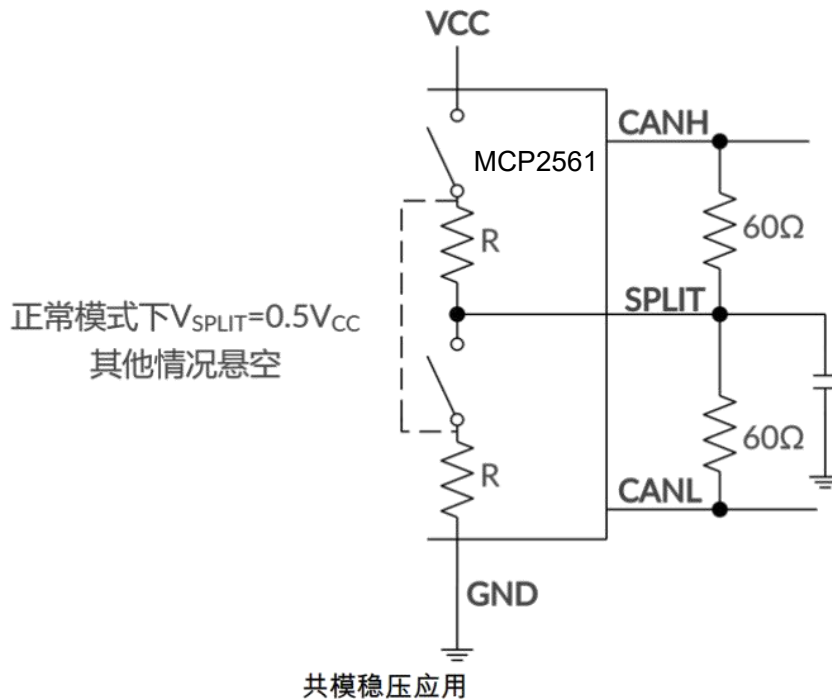 VCC
CANH
MCP2561
R
60Ω
SPLIT
正常模式下VSPLIT=0.5VCC
其他情况悬空
60Ω
R
CANL
GND
共模稳压应用